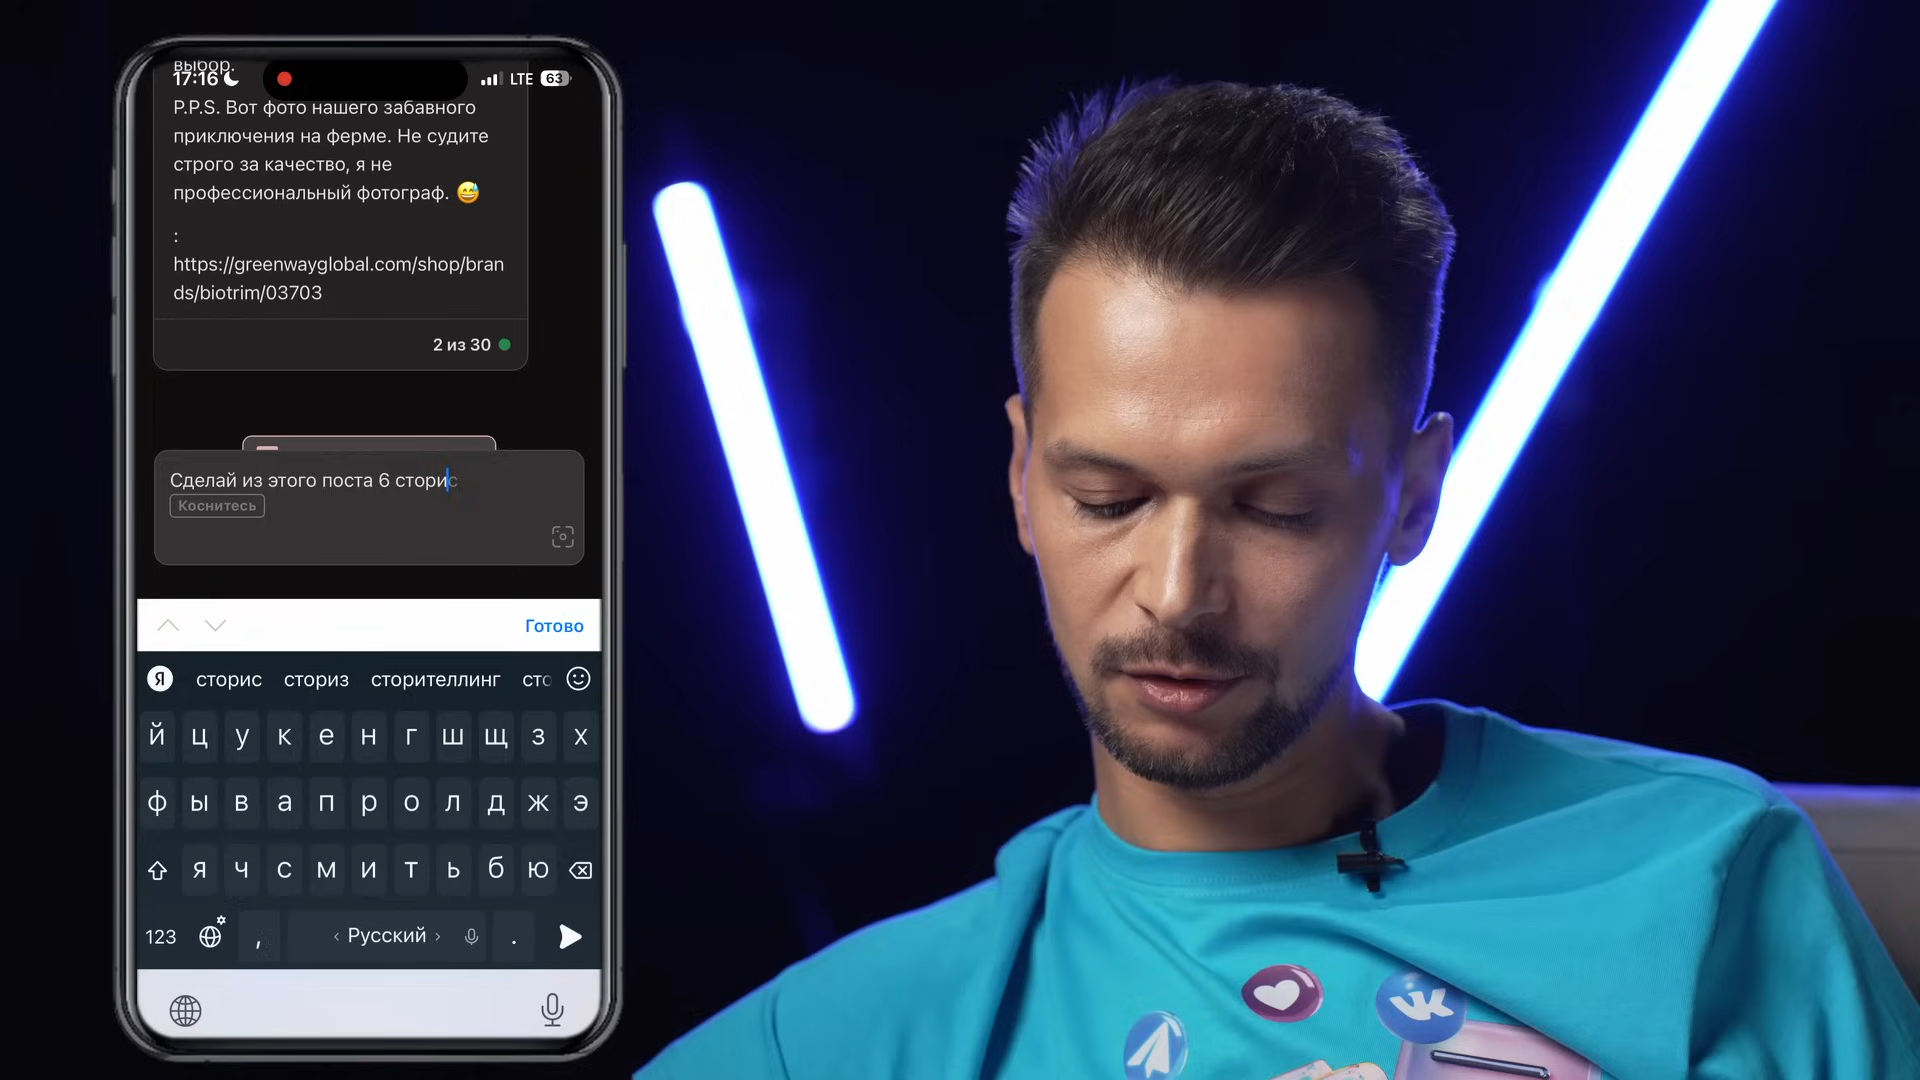 выбор.
17:16 LTE 63
P.P.S. Вот фото нашего забавного
приключения на ферме. Не судите
строго за качество, я не
профессиональный фотограф. 😅
:
https://greenwayglobal.com/shop/bran
ds/biotrim/03703
2 из 30
Сделай из этого поста 6 сторис
Коснитесь
Готово
Я сторис сториз сторителлинг сто
й ц у к е н г ш щ з х
ф ы в а п р о л д ж э
я ч с м и т ь б ю
123 , ‹ Русский › .